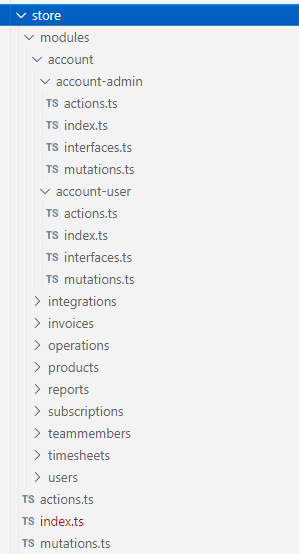 store
modules
account
account-admin
TS actions.ts
TS index.ts
TS interfaces.ts
TS mutations.ts
account-user
TS actions.ts
TS index.ts
TS interfaces.ts
TS mutations.ts
integrations
invoices
operations
products
reports
subscriptions
teammembers
timesheets
users
TS actions.ts
TS index.ts
TS mutations.ts